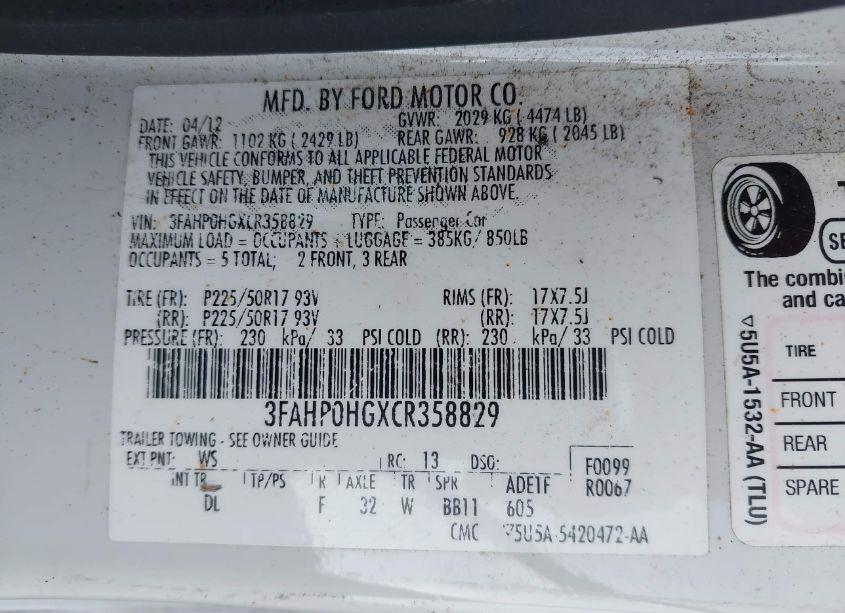 MFD. BY FORD MOTOR CO.
DATE: 04/12 GVWR: 2029 KG ( 4474 LB)
FRONT GAWR: 1102 KG ( 2429 LB) REAR GAWR: 928 KG ( 2045 LB)
THIS VEHICLE CONFORMS TO ALL APPLICABLE FEDERAL MOTOR
VEHICLE SAFETY, BUMPER, AND THEFT PREVENTION STANDARDS
IN EFFECT ON THE DATE OF MANUFACTURE SHOWN ABOVE.
VIN: 3FAHP0HGXCR358829 TYPE: Passenger Car
MAXIMUM LOAD = OCCUPANTS + LUGGAGE = 385KG/ 850LB
OCCUPANTS = 5 TOTAL; 2 FRONT, 3 REAR
TIRE (FR): P225/50R17 93V RIMS (FR): 17X7.5J
(RR): P225/50R17 93V (RR): 17X7.5J
PRESSURE (FR): 230 kPa/ 33 PSI COLD (RR): 230 kPa/ 33 PSI COLD
3FAHP0HGXCR358829
TRAILER TOWING - SEE OWNER GUIDE
EXT PNT: WS RC: 13 DSO: F0099
INT TR TP/PS R AXLE TR SPR ADE1F R0067
DL F 32 W BB11 605
CMC ▽5U5A-5420472-AA
The combi
and ca
TIRE
FRONT
REAR
SPARE
▽5U5A-1532-AA (TLU)
SE